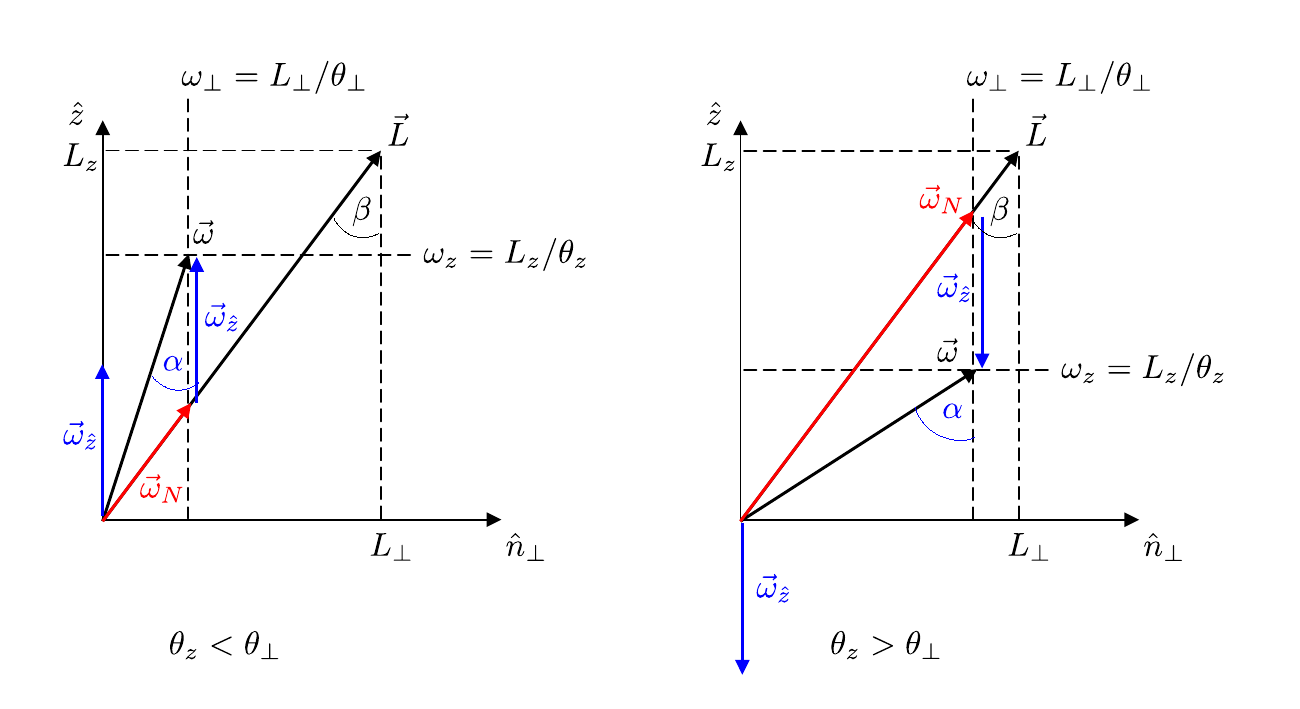 ω⊥ = L⊥/θ⊥
ẑ
L⃗
L_z
β
ω⃗
ω_z = L_z/θ_z
ω⃗_ẑ
α
ω⃗_ẑ
ω⃗_N
L⊥
n̂⊥
θ_z < θ⊥
ω⊥ = L⊥/θ⊥
ẑ
L⃗
L_z
ω⃗_N
β
ω⃗_ẑ
ω⃗
ω_z = L_z/θ_z
α
L⊥
n̂⊥
ω⃗_ẑ
θ_z > θ⊥